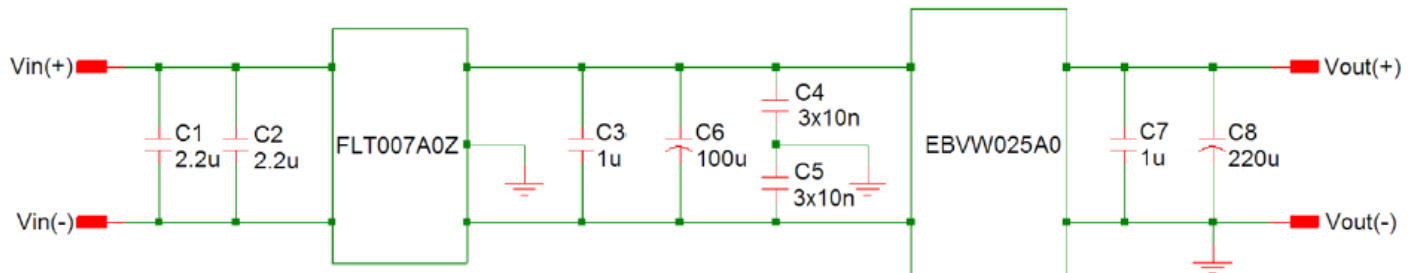 Vin(+)
Vout(+)
C1
2.2u
C2
2.2u
FLT007A0Z
C3
1u
C6
100u
C4
3x10n
C5
3x10n
EBVW025A0
C7
1u
C8
220u
Vin(-)
Vout(-)